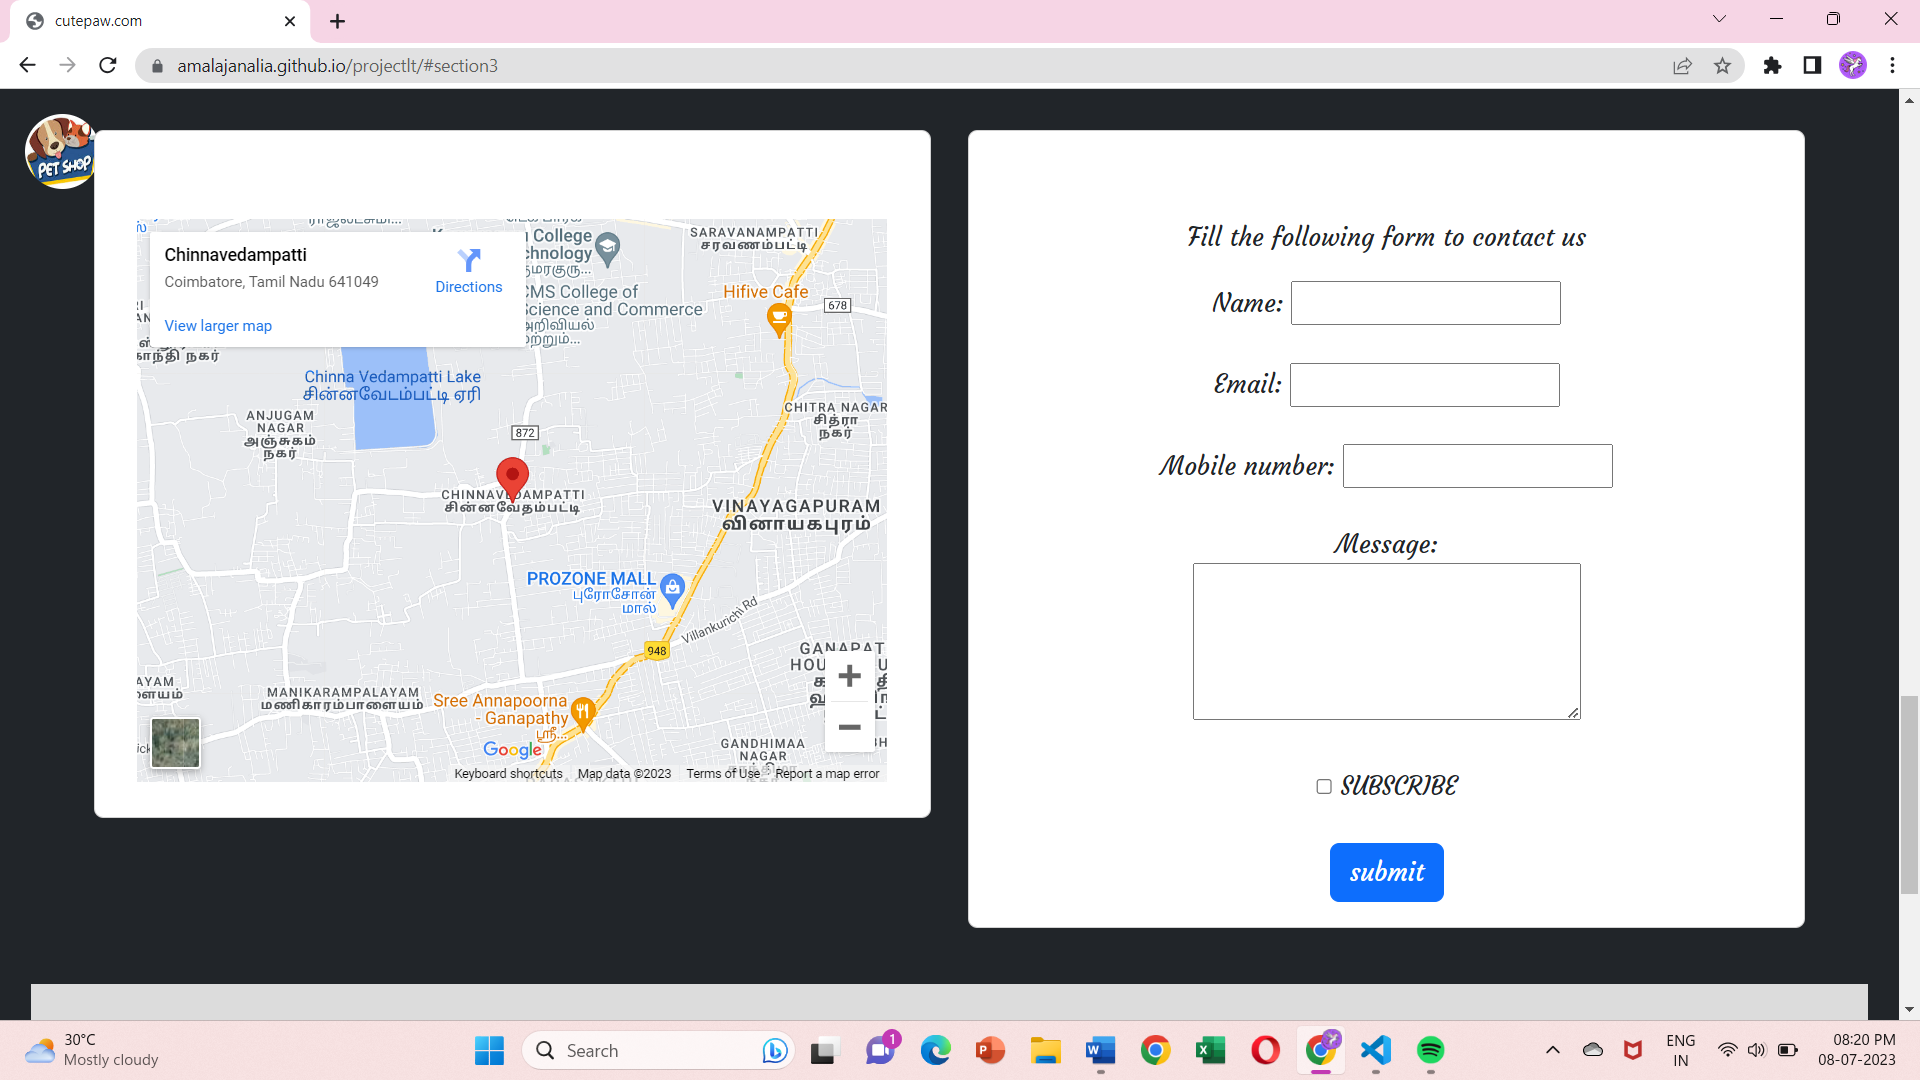 cutepaw.com
amalajanalia.github.io/projectlt/#section3
PET SHOP
Chinnavedampatti
Coimbatore, Tamil Nadu 641049
Directions
View larger map
College
CMS College of
Science and Commerce
அறிவியல்
மற்றும்...
SARAVANAMPATTI
சரவணம்பட்டி
Hifive Cafe
678
Chinna Vedampatti Lake
சின்னவேடம்பட்டி ஏரி
ANJUGAM
NAGAR
அஞ்சுகம்
நகர்
872
CHITRA NAGAR
சித்ரா
நகர்
CHINNAVEDAMPATTI
சின்னவேதம்பட்டி
VINAYAGAPURAM
வினாயகபுரம்
PROZONE MALL
புரோசோன்
மால்
Villankurichi Rd
948
MANIKARAMPALAYAM
மணிகாரம்பாளையம்
Sree Annapoorna
- Ganapathy
ஸ்ரீ...
GANDHIMAA
NAGAR
Google
Keyboard shortcuts
Map data ©2023
Terms of Use
Report a map error
Fill the following form to contact us
Name:
Email:
Mobile number:
Message:
SUBSCRIBE
submit
30°C
Mostly cloudy
Search
1
ENG
IN
08:20 PM
08-07-2023